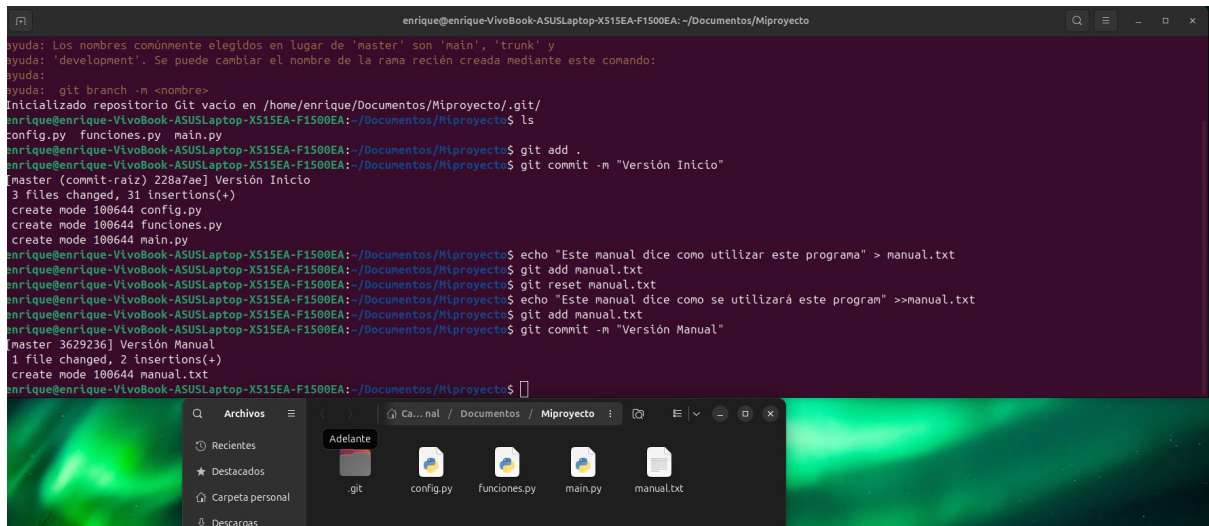 enrique@enrique-VivoBook-ASUSLaptop-X515EA-F1500EA: ~/Documentos/Miproyecto
ayuda: Los nombres comúnmente elegidos en lugar de 'master' son 'main', 'trunk' y
ayuda: 'development'. Se puede cambiar el nombre de la rama recién creada mediante este comando:
ayuda:
ayuda:  git branch -m <nombre>
Inicializado repositorio Git vacío en /home/enrique/Documentos/Miproyecto/.git/
enrique@enrique-VivoBook-ASUSLaptop-X515EA-F1500EA:~/Documentos/Miproyecto$ ls
config.py  funciones.py  main.py
enrique@enrique-VivoBook-ASUSLaptop-X515EA-F1500EA:~/Documentos/Miproyecto$ git add .
enrique@enrique-VivoBook-ASUSLaptop-X515EA-F1500EA:~/Documentos/Miproyecto$ git commit -m "Versión Inicio"
[master (commit-raíz) 228a7ae] Versión Inicio
 3 files changed, 31 insertions(+)
 create mode 100644 config.py
 create mode 100644 funciones.py
 create mode 100644 main.py
enrique@enrique-VivoBook-ASUSLaptop-X515EA-F1500EA:~/Documentos/Miproyecto$ echo "Este manual dice como utilizar este programa" > manual.txt
enrique@enrique-VivoBook-ASUSLaptop-X515EA-F1500EA:~/Documentos/Miproyecto$ git add manual.txt
enrique@enrique-VivoBook-ASUSLaptop-X515EA-F1500EA:~/Documentos/Miproyecto$ git reset manual.txt
enrique@enrique-VivoBook-ASUSLaptop-X515EA-F1500EA:~/Documentos/Miproyecto$ echo "Este manual dice como se utilizará este program" >>manual.txt
enrique@enrique-VivoBook-ASUSLaptop-X515EA-F1500EA:~/Documentos/Miproyecto$ git add manual.txt
enrique@enrique-VivoBook-ASUSLaptop-X515EA-F1500EA:~/Documentos/Miproyecto$ git commit -m "Versión Manual"
[master 3629236] Versión Manual
 1 file changed, 2 insertions(+)
 create mode 100644 manual.txt
enrique@enrique-VivoBook-ASUSLaptop-X515EA-F1500EA:~/Documentos/Miproyecto$
Archivos
Ca... nal / Documentos / Miproyecto
Recientes
Adelante
Destacados
Carpeta personal
Descargas
.git
config.py
funciones.py
main.py
manual.txt